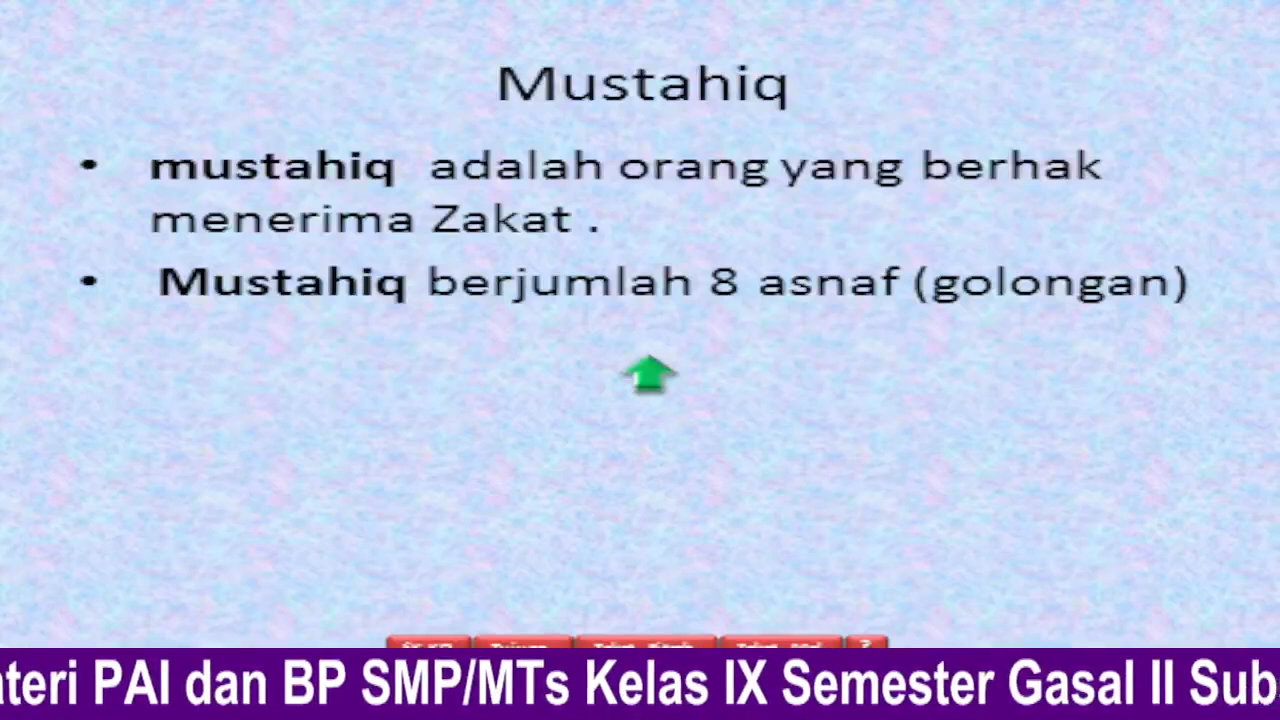 Mustahiq
• mustahiq adalah orang yang berhak
menerima Zakat .
• Mustahiq berjumlah 8 asnaf (golongan)
?
ateri PAI dan BP SMP/MTs Kelas IX Semester Gasal II Sub